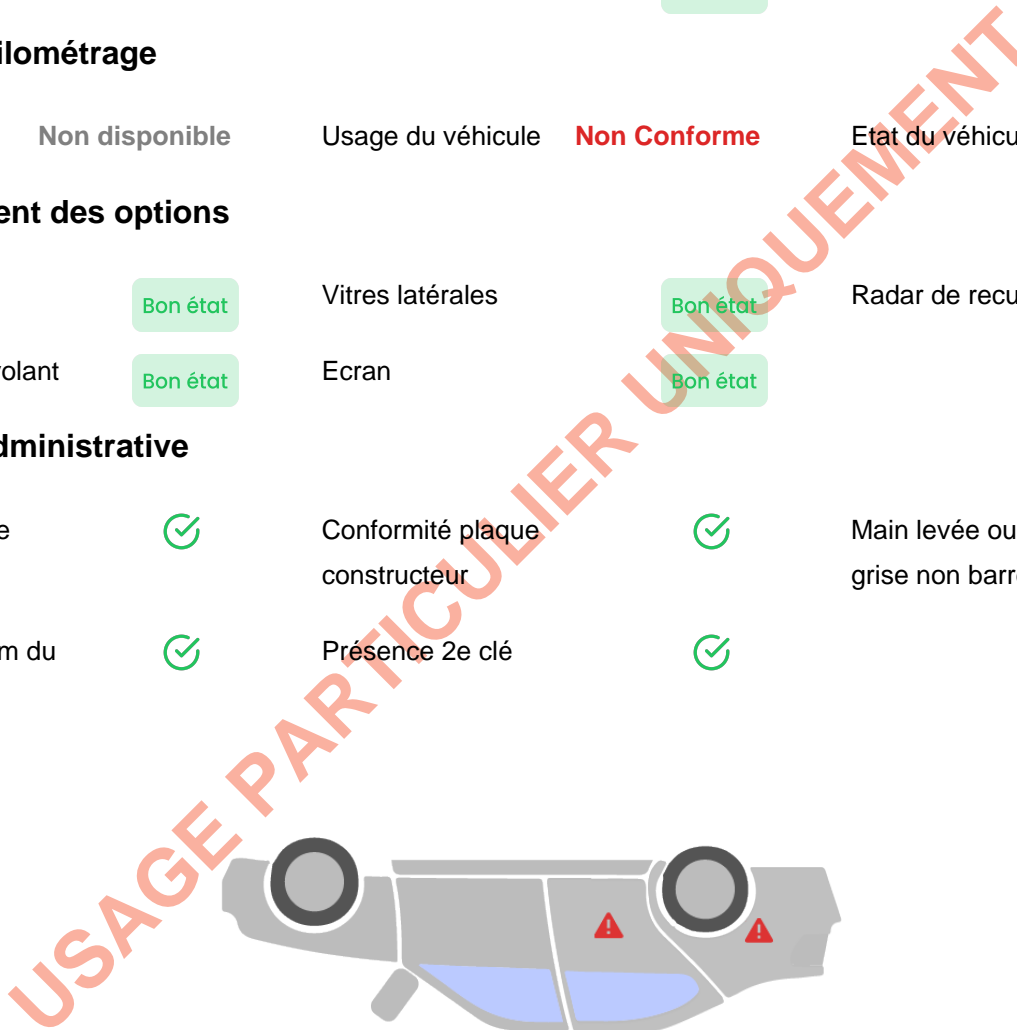 ilométrage
Non disponible Usage du véhicule Non Conforme Etat du véhicu
ent des options
Bon état Vitres latérales Bon état Radar de recu
olant Bon état Ecran Bon état
dministrative
e Conformité plaque Main levée ou
constructeur grise non barr
m du Présence 2e clé
USAGE PARTICULIER UNIQUEMENT